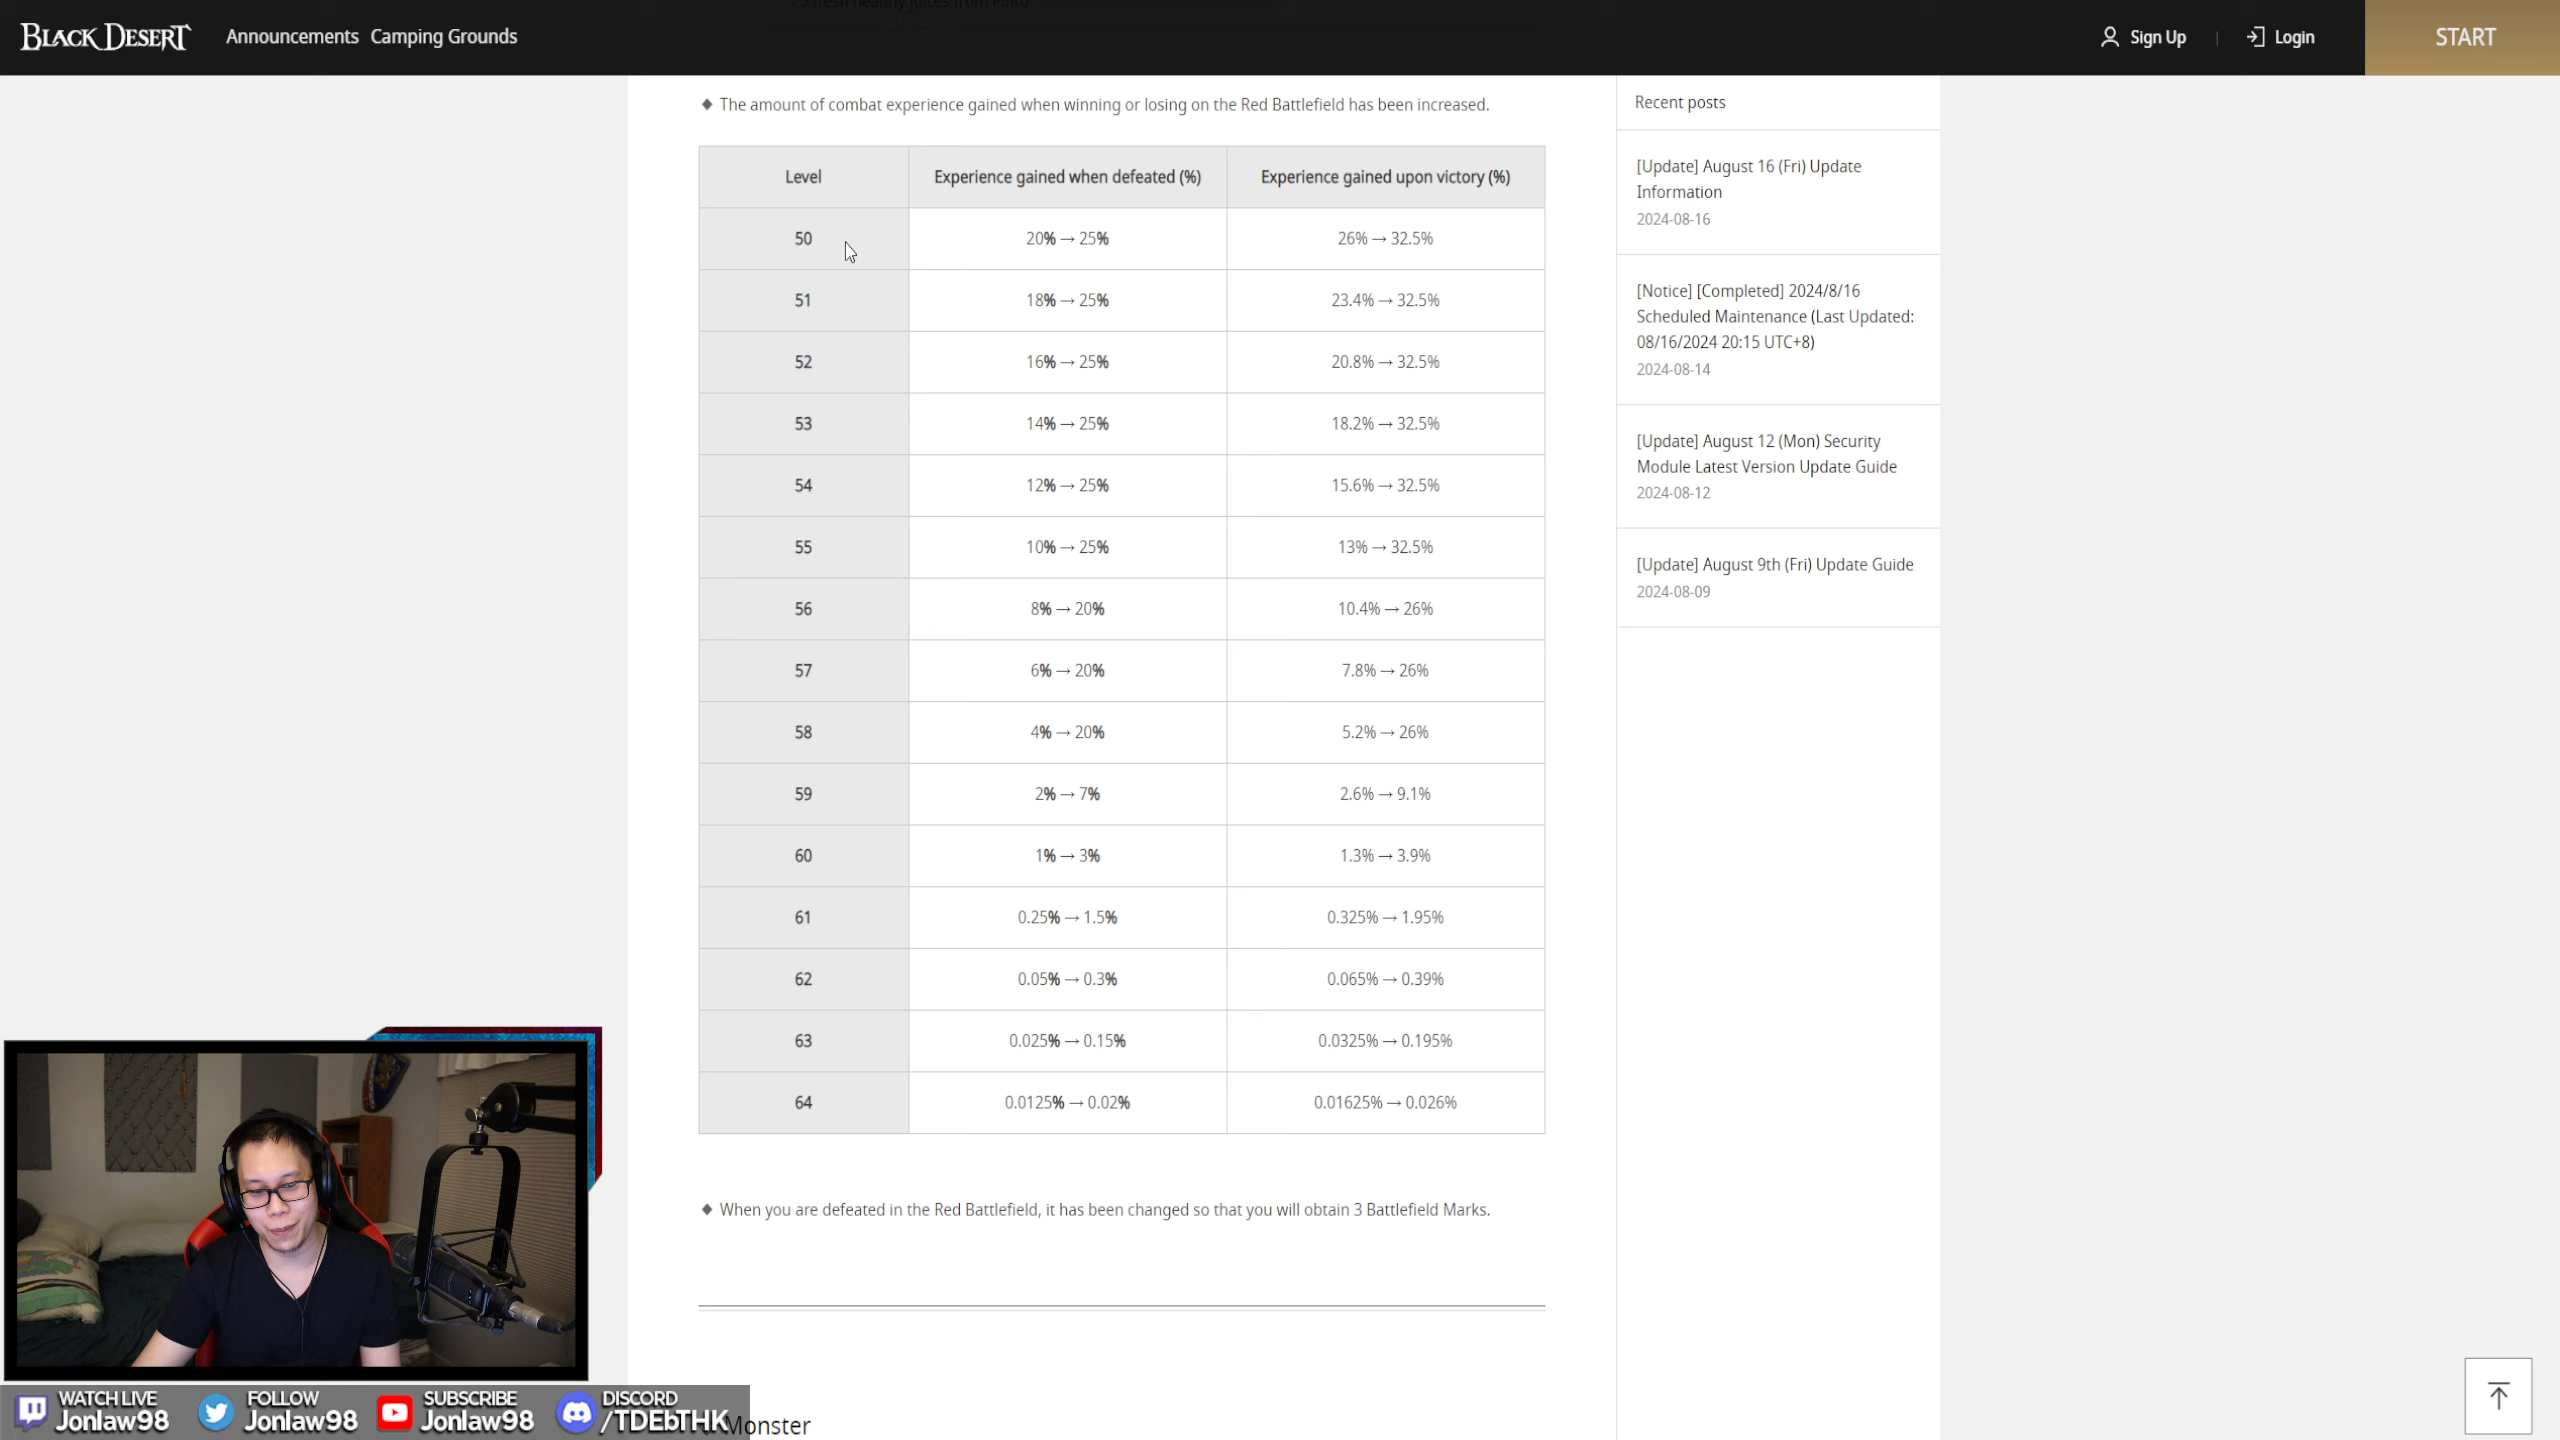 BLACK DESERT Announcements Camping Grounds Sign Up Login START
◆ The amount of combat experience gained when winning or losing on the Red Battlefield has been increased.
Level Experience gained when defeated (%) Experience gained upon victory (%)
50 20% → 25% 26% → 32.5%
51 18% → 25% 23.4% → 32.5%
52 16% → 25% 20.8% → 32.5%
53 14% → 25% 18.2% → 32.5%
54 12% → 25% 15.6% → 32.5%
55 10% → 25% 13% → 32.5%
56 8% → 20% 10.4% → 26%
57 6% → 20% 7.8% → 26%
58 4% → 20% 5.2% → 26%
59 2% → 7% 2.6% → 9.1%
60 1% → 3% 1.3% → 3.9%
61 0.25% → 1.5% 0.325% → 1.95%
62 0.05% → 0.3% 0.065% → 0.39%
63 0.025% → 0.15% 0.0325% → 0.195%
64 0.0125% → 0.02% 0.01625% → 0.026%
◆ When you are defeated in the Red Battlefield, it has been changed so that you will obtain 3 Battlefield Marks.
Monster
Recent posts
[Update] August 16 (Fri) Update
Information
2024-08-16
[Notice] [Completed] 2024/8/16
Scheduled Maintenance (Last Updated:
08/16/2024 20:15 UTC+8)
2024-08-14
[Update] August 12 (Mon) Security
Module Latest Version Update Guide
2024-08-12
[Update] August 9th (Fri) Update Guide
2024-08-09
WATCH LIVE
Jonlaw98
FOLLOW
Jonlaw98
SUBSCRIBE
Jonlaw98
DISCORD
/TDEbTHK